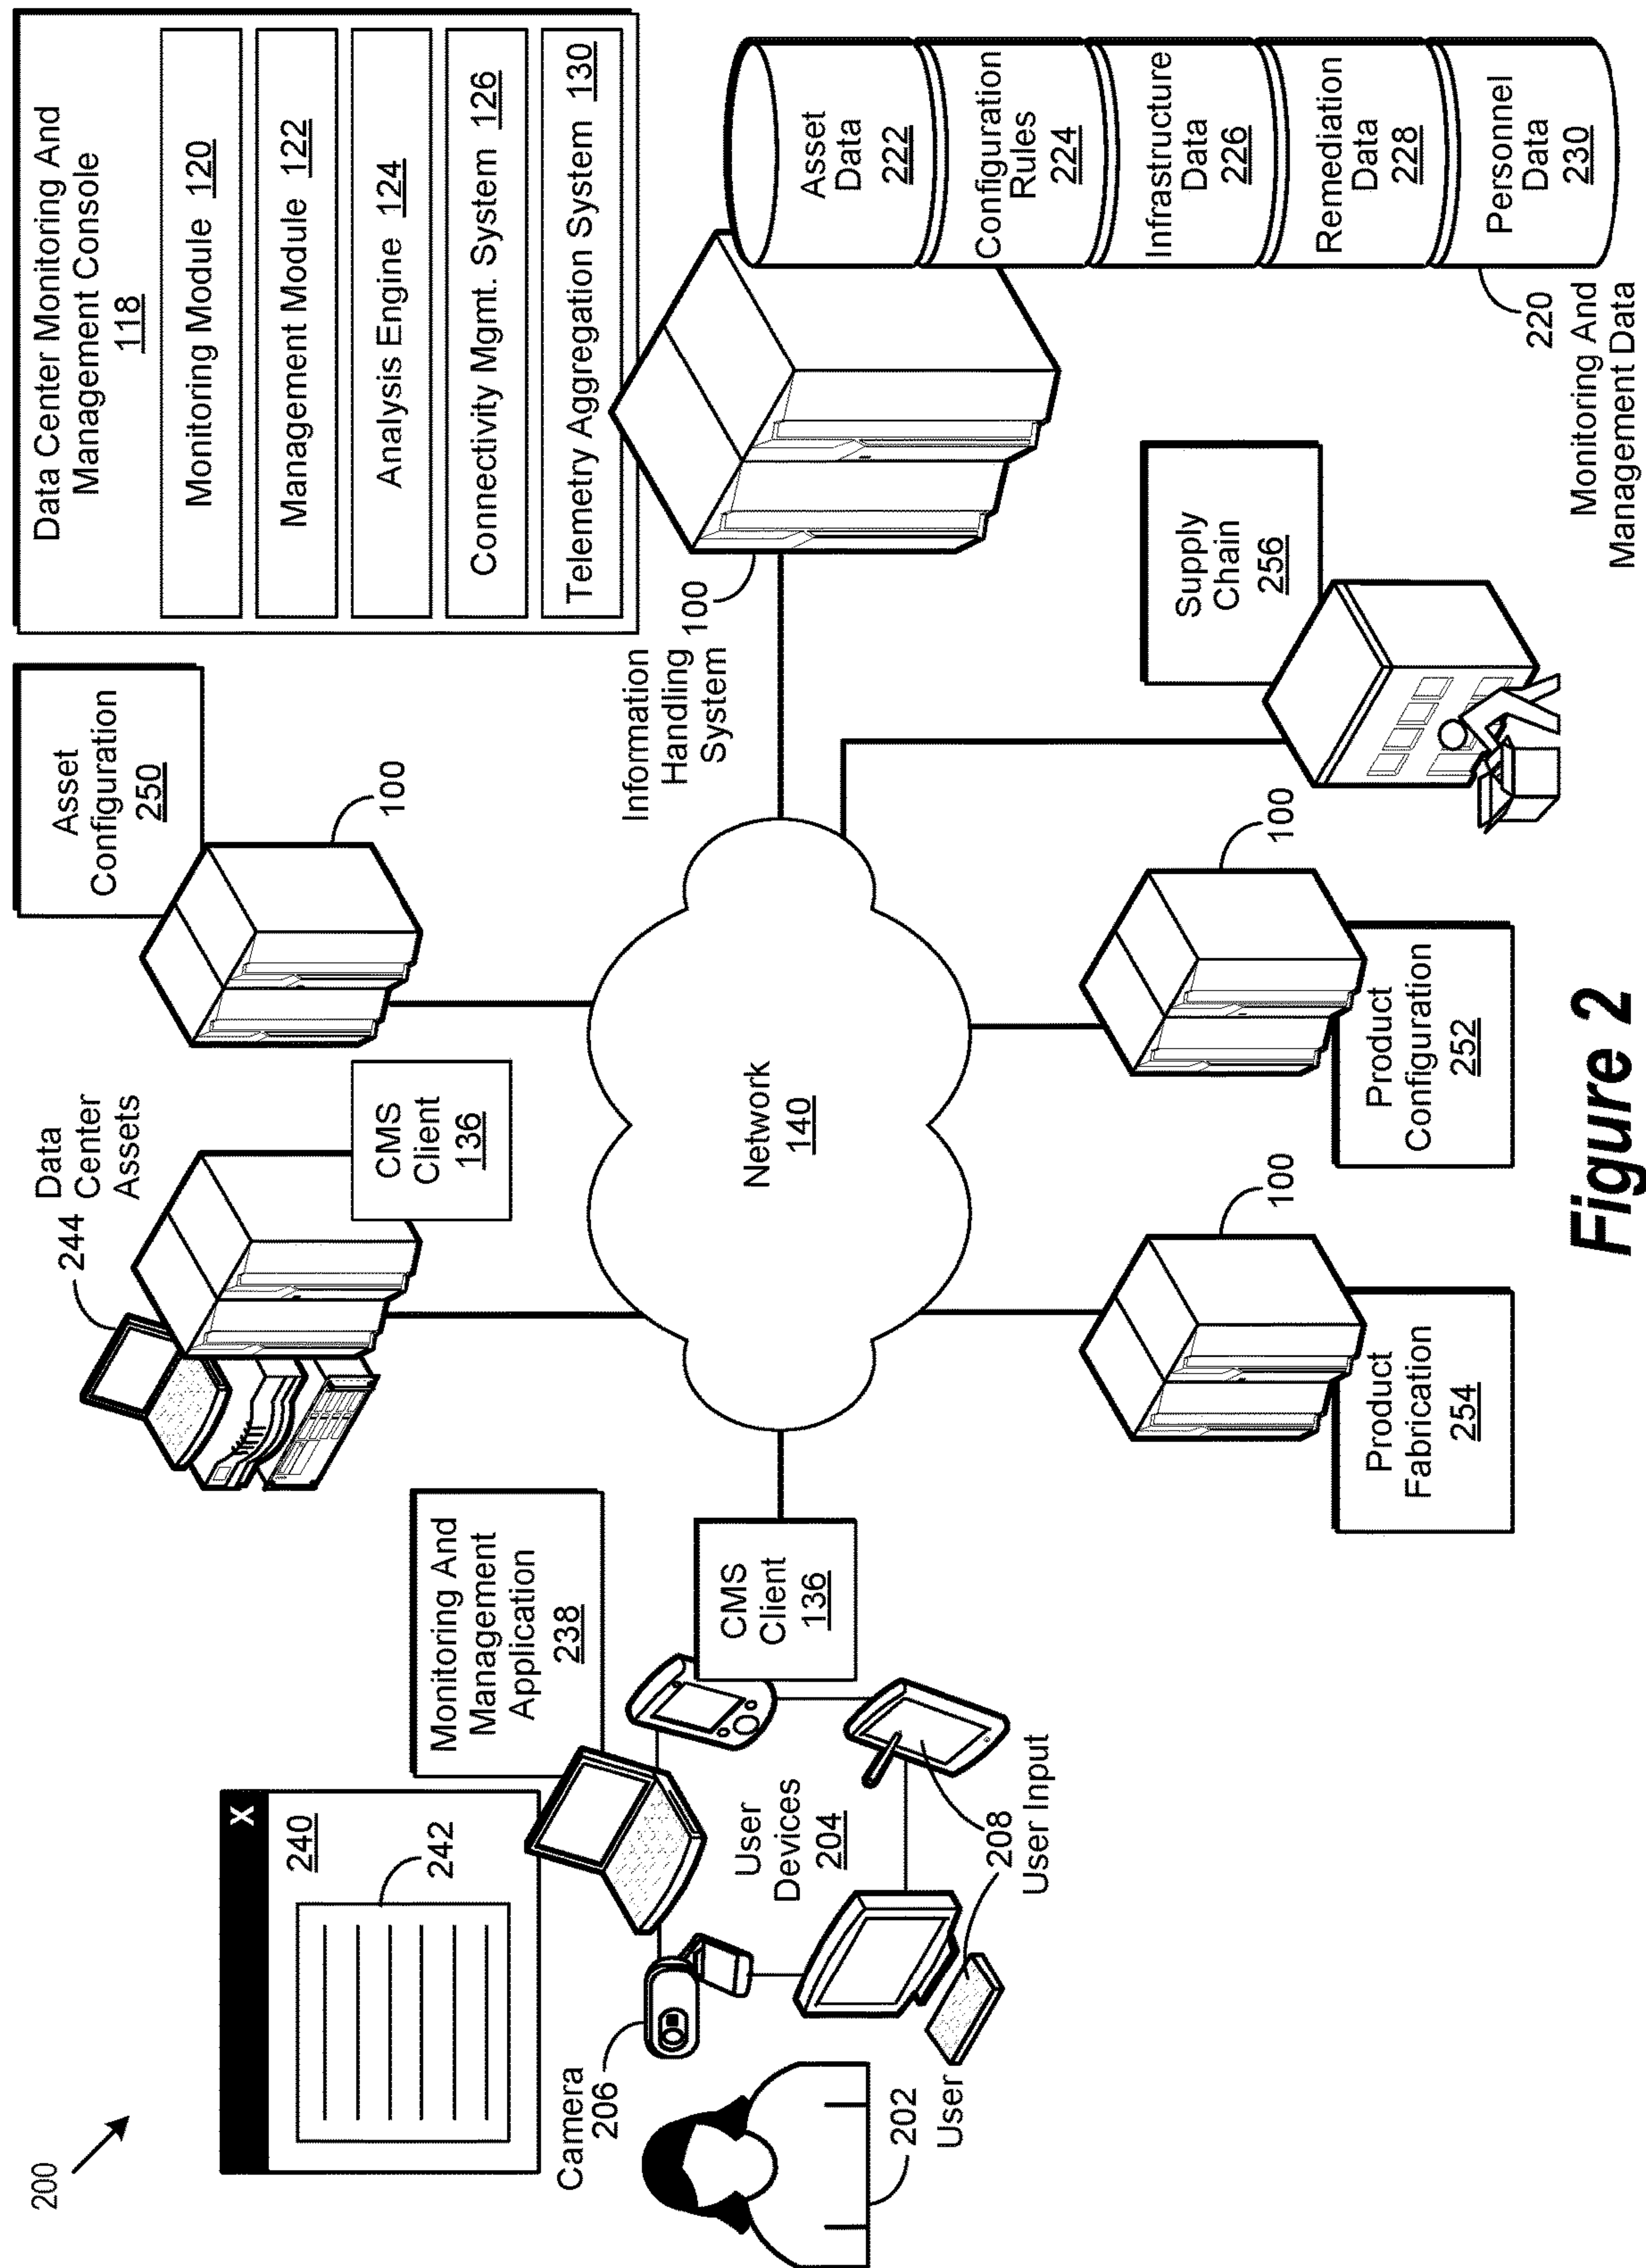 200
X
240
242
Monitoring And
Management
Application
238
Camera
206
202
User
User
Devices
204
208
User Input
CMS
Client
136
244
Data
Center
Assets
CMS
Client
136
Asset
Configuration
250
100
Network
140
Data Center Monitoring And
Management Console
118
Monitoring Module 120
Management Module 122
Analysis Engine 124
Connectivity Mgmt. System 126
Telemetry Aggregation System 130
Information
Handling
System
100
Asset
Data
222
Configuration
Rules
224
Infrastructure
Data
226
Remediation
Data
228
Personnel
Data
230
220
Monitoring And
Management Data
Supply
Chain
256
100
Product
Configuration
252
100
Product
Fabrication
254
Figure 2